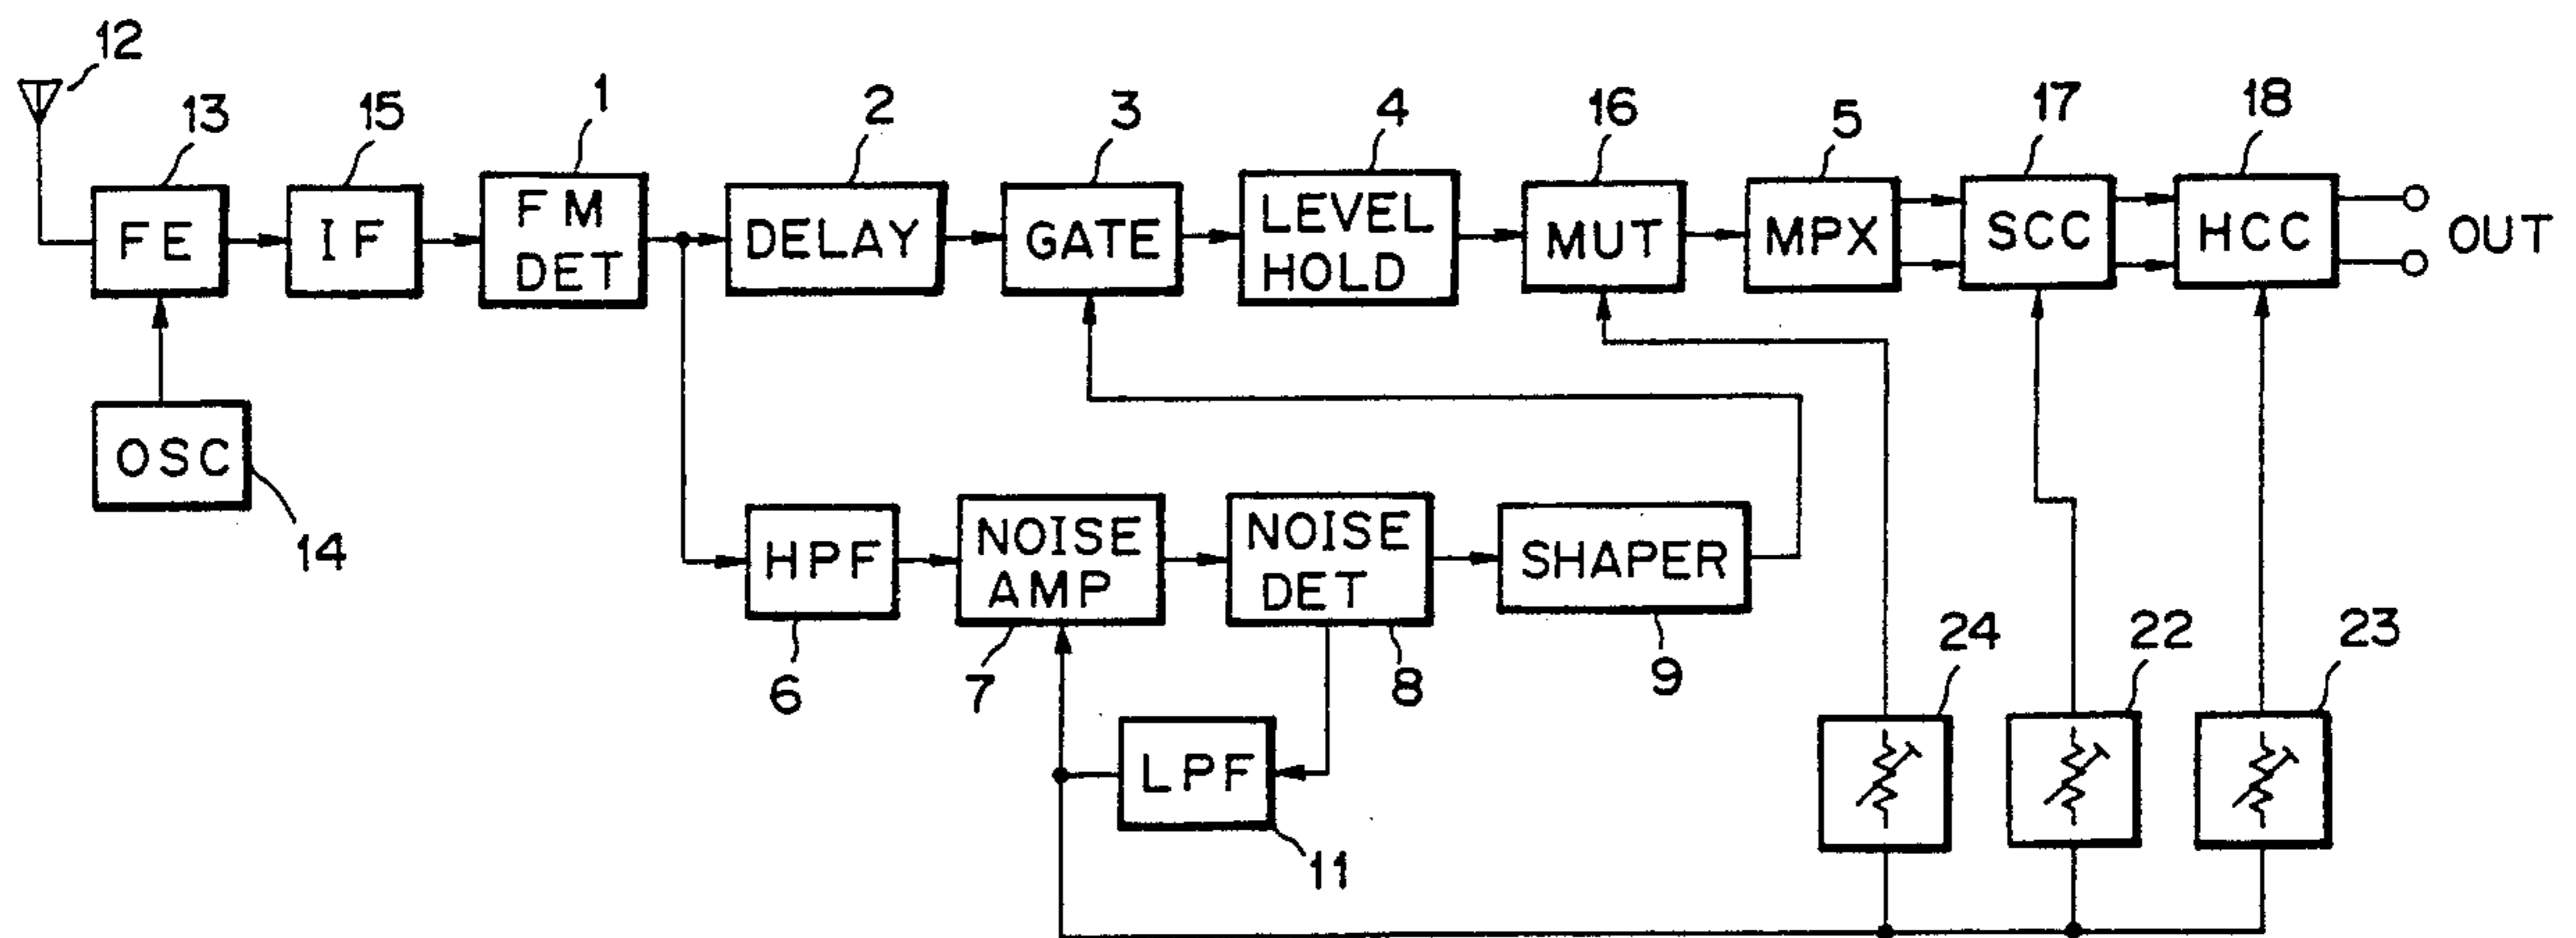 12
13
15
1
2
3
4
16
5
17
18
FE
IF
FM
DET
DELAY
GATE
LEVEL
HOLD
MUT
MPX
SCC
HCC
OUT
OSC
14
HPF
NOISE
AMP
NOISE
DET
SHAPER
6
7
8
9
24
22
23
LPF
11